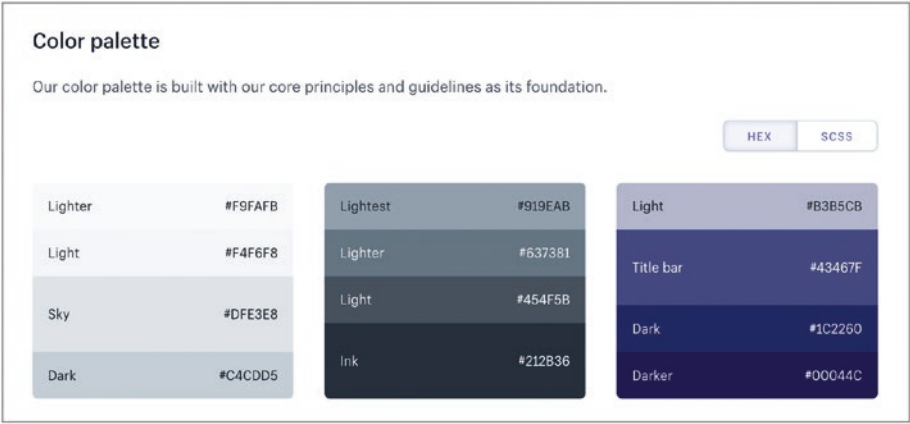 Color palette
Our color palette is built with our core principles and guidelines as its foundation.
HEX SCSS
Lighter #F9FAFB
Light #F4F6F8
Sky #DFE3E8
Dark #C4CDD5
Lightest #919EAB
Lighter #637381
Light #454F5B
Ink #212B36
Light #B3B5CB
Title bar #43467F
Dark #1C2260
Darker #00044C